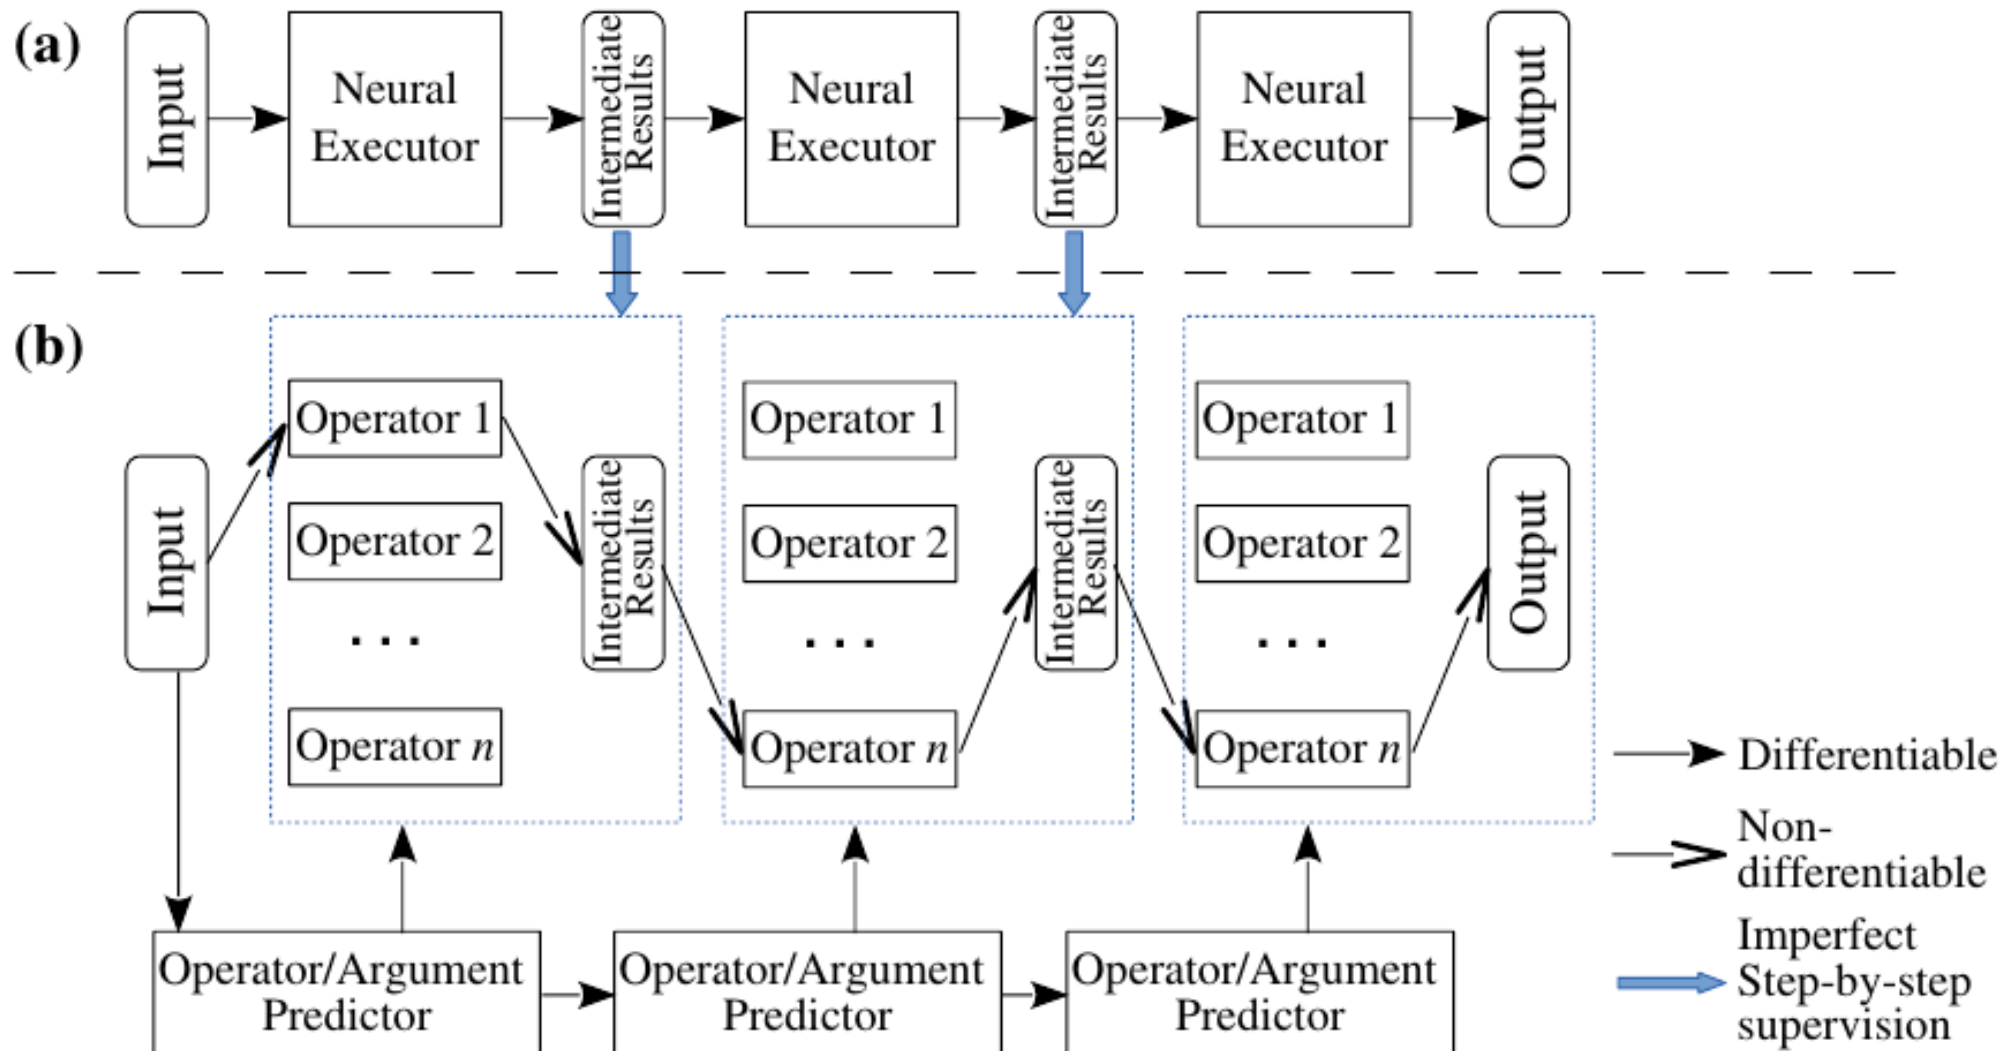 (a)
Input
Neural
Executor
Intermediate
Results
Neural
Executor
Intermediate
Results
Neural
Executor
Output
(b)
Input
Operator 1
Operator 2
...
Operator n
Intermediate
Results
Operator 1
Operator 2
...
Operator n
Intermediate
Results
Operator 1
Operator 2
...
Operator n
Output
Operator/Argument
Predictor
Operator/Argument
Predictor
Operator/Argument
Predictor
Differentiable
Non-
differentiable
Imperfect
Step-by-step
supervision